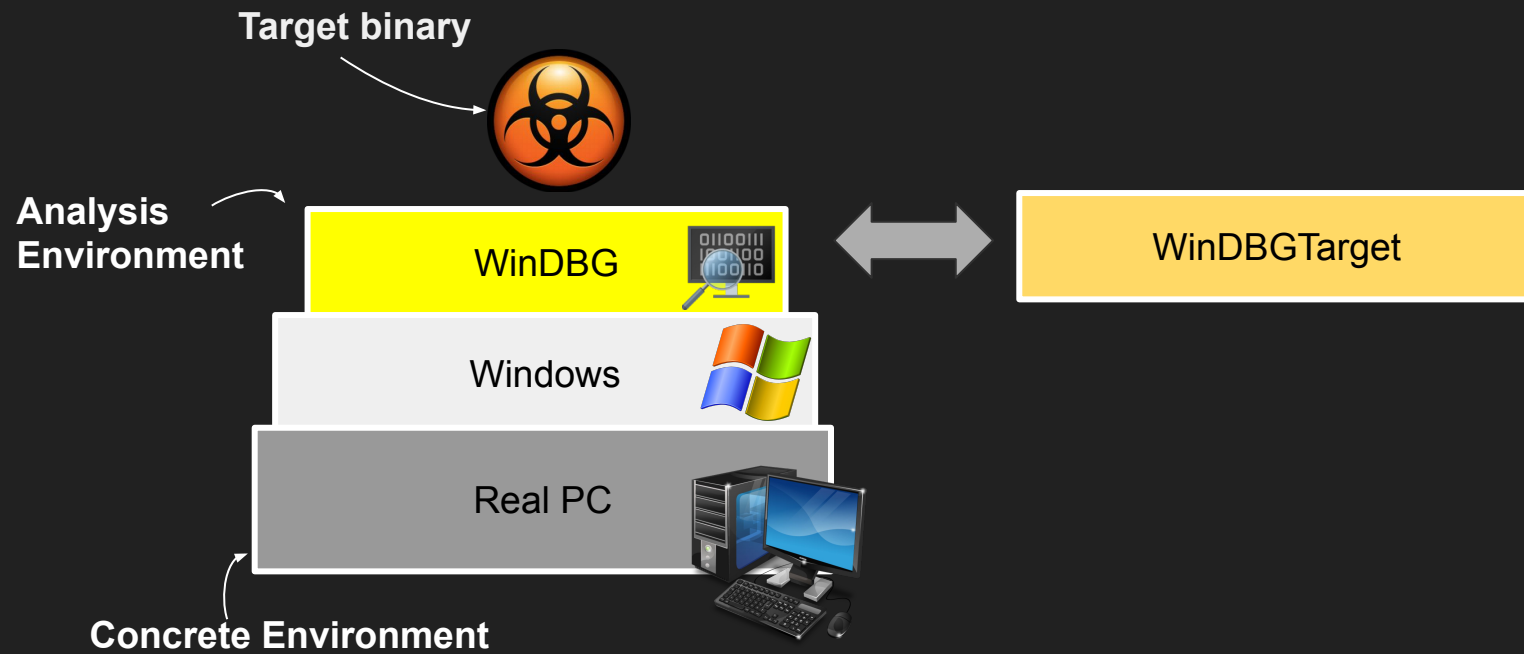 Target binary
Analysis
Environment
WinDBG
WinDBGTarget
Windows
Real PC
Concrete Environment